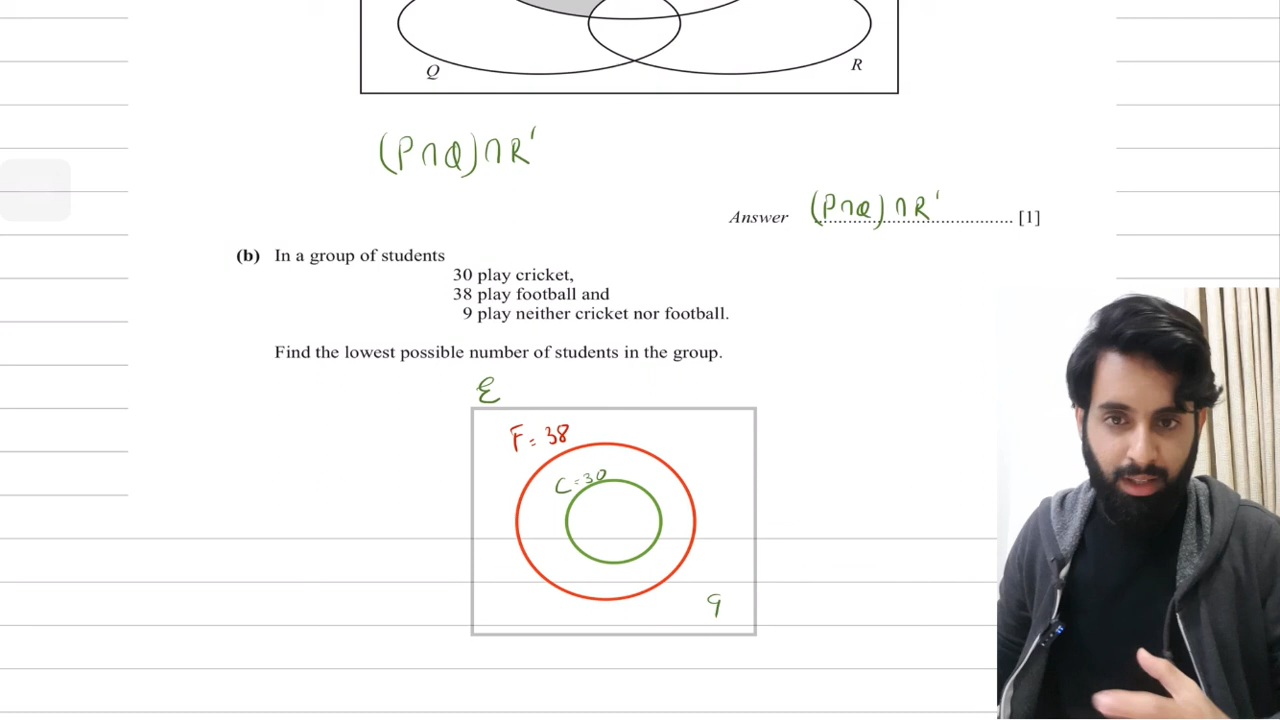 Q
R
(P∩Q)∩R'
Answer (P∩Q)∩R' [1]
(b) In a group of students
30 play cricket,
38 play football and
9 play neither cricket nor football.
Find the lowest possible number of students in the group.
ℰ
F = 38
C = 30
9